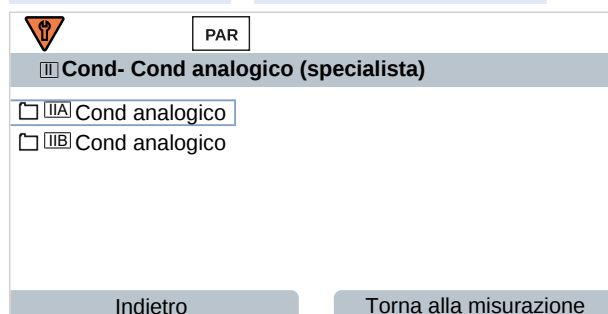 PAR
II Cond- Cond analogico (specialista)
IIA Cond analogico
IIB Cond analogico
Indietro Torna alla misurazione